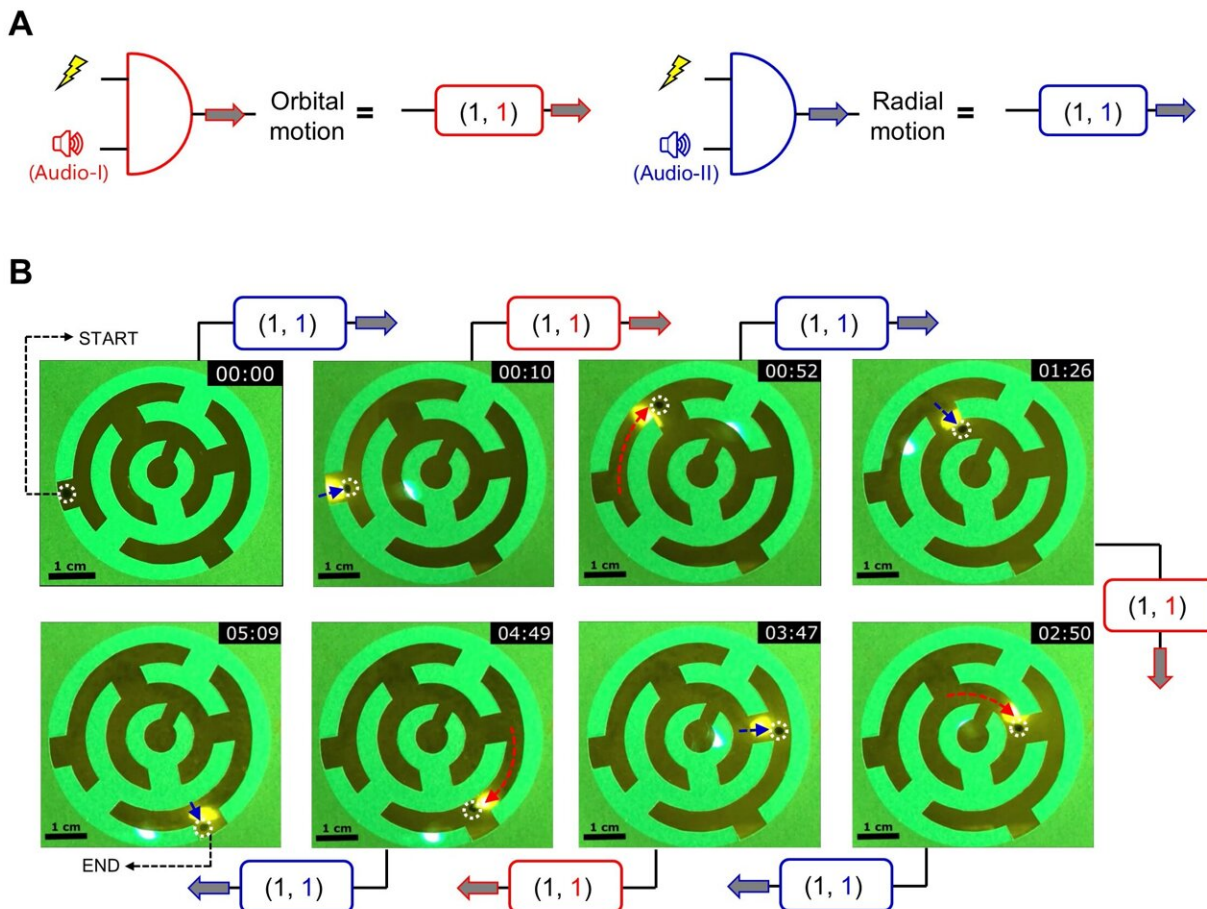 A
(Audio-I)
Orbital
motion
=
(1, 1)
(Audio-II)
Radial
motion
=
(1, 1)
B
START
(1, 1)
(1, 1)
(1, 1)
00:00
1 cm
00:10
1 cm
00:52
1 cm
01:26
1 cm
(1, 1)
05:09
1 cm
04:49
1 cm
03:47
1 cm
02:50
1 cm
END
(1, 1)
(1, 1)
(1, 1)